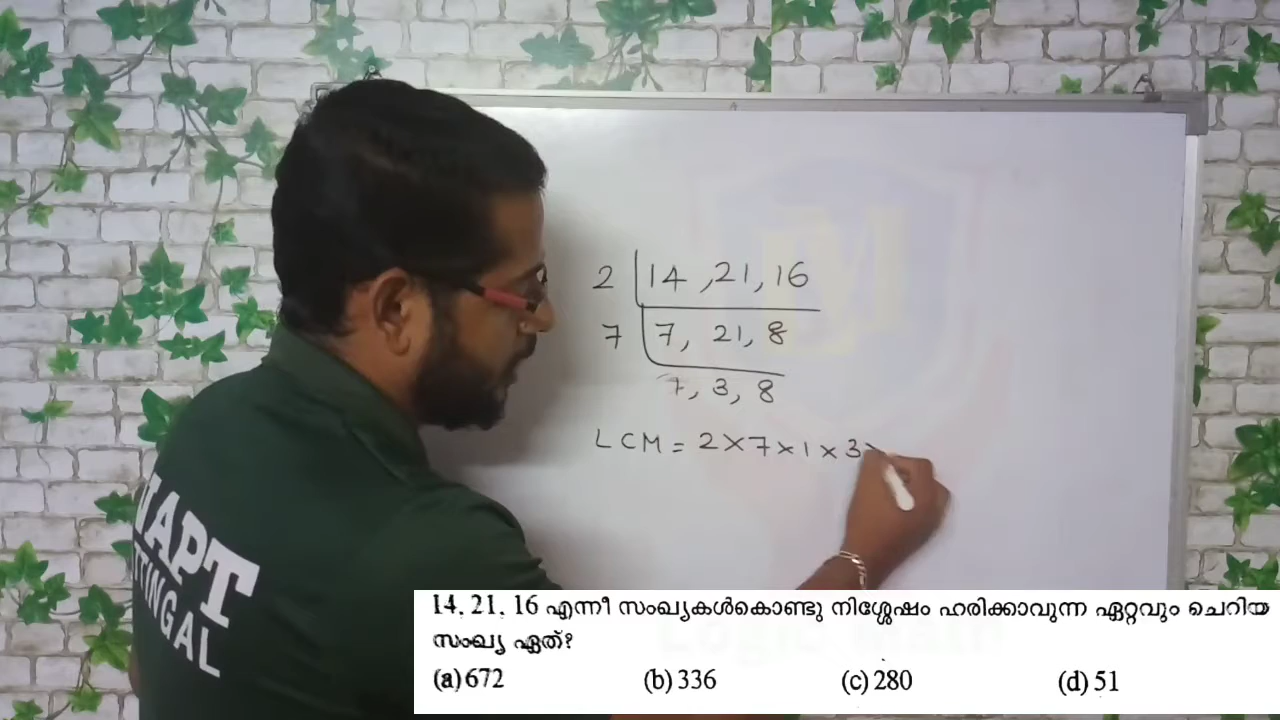 2 14 , 21, 16
7 7, 21, 8
7, 3, 8
LCM = 2×7×1×3×
NAPT
TINGAL
14, 21, 16 എന്നീ സംഖ്യകൾകൊണ്ടു നിശ്ശേഷം ഹരിക്കാവുന്ന ഏറ്റവും ചെറിയ
സംഖ്യ ഏത്?
(a) 672 (b) 336 (c) 280 (d) 51